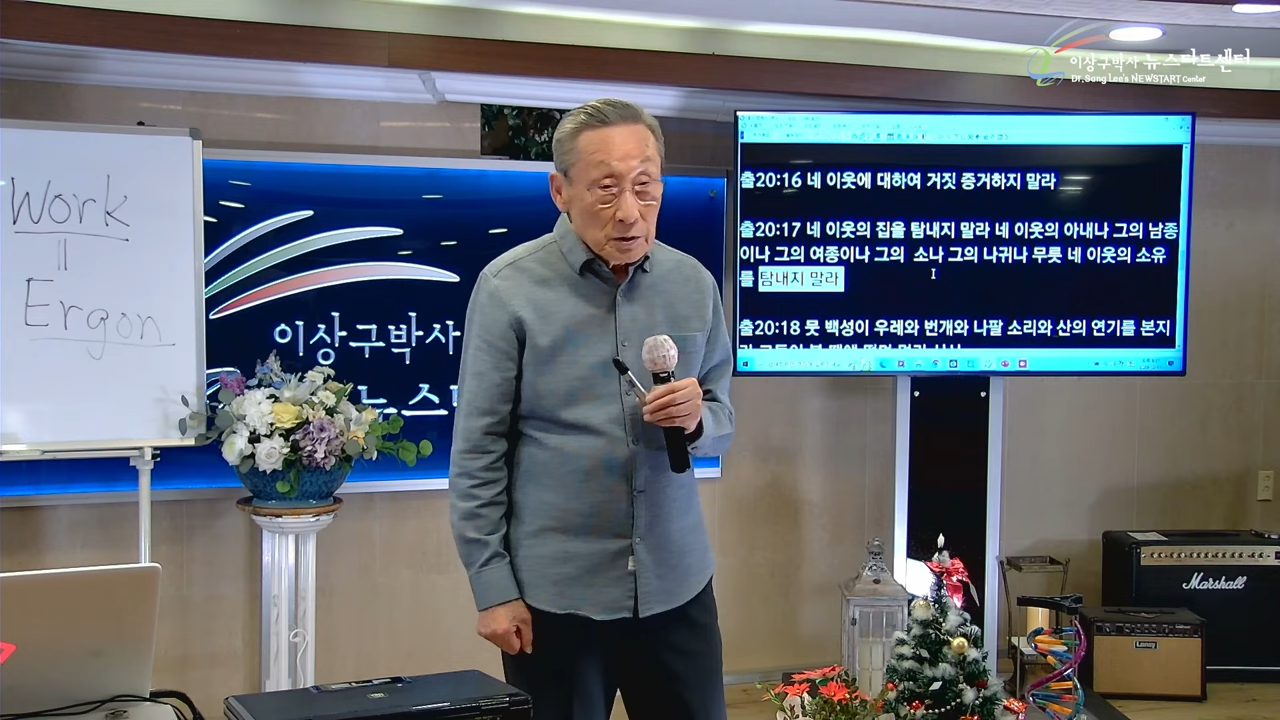 이상구박사 뉴스타트센터
Dr. Sang Lee's NEWSTART Center
Work
=
Ergon
이상구박사
뉴스
출20:16 네 이웃에 대하여 거짓 증거하지 말라
출20:17 네 이웃의 집을 탐내지 말라 네 이웃의 아내나 그의 남종
이나 그의 여종이나 그의 소나 그의 나귀나 무릇 네 이웃의 소유
를 탐내지 말라
출20:18 뭇 백성이 우레와 번개와 나팔 소리와 산의 연기를 본지
Marshall
Laney